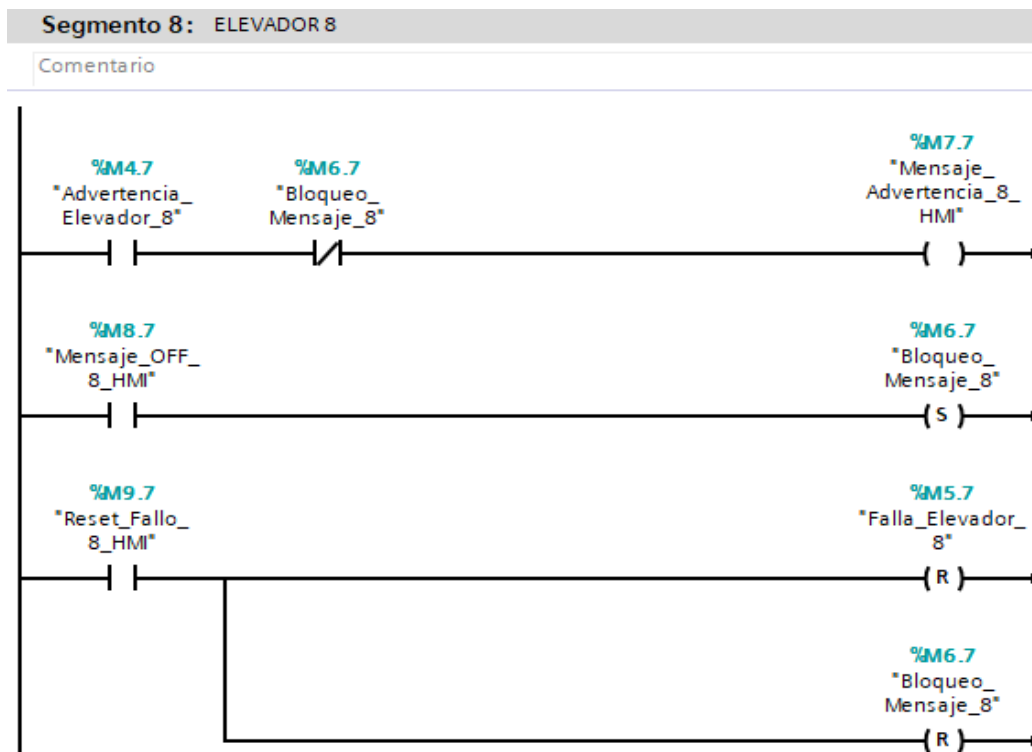 Segmento 8: ELEVADOR 8
Comentario
%M4.7
"Advertencia_
Elevador_8"
%M6.7
"Bloqueo_
Mensaje_8"
%M7.7
"Mensaje_
Advertencia_8_
HMI"
%M8.7
"Mensaje_OFF_
8_HMI"
%M6.7
"Bloqueo_
Mensaje_8"
S
%M9.7
"Reset_Fallo_
8_HMI"
%M5.7
"Falla_Elevador_
8"
R
%M6.7
"Bloqueo_
Mensaje_8"
R